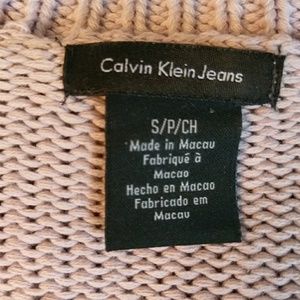 Calvin Klein Jeans
S/P/CH
Made in Macau
Fabriqué à
Macao
Hecho en Macao
Fabricado em
Macau